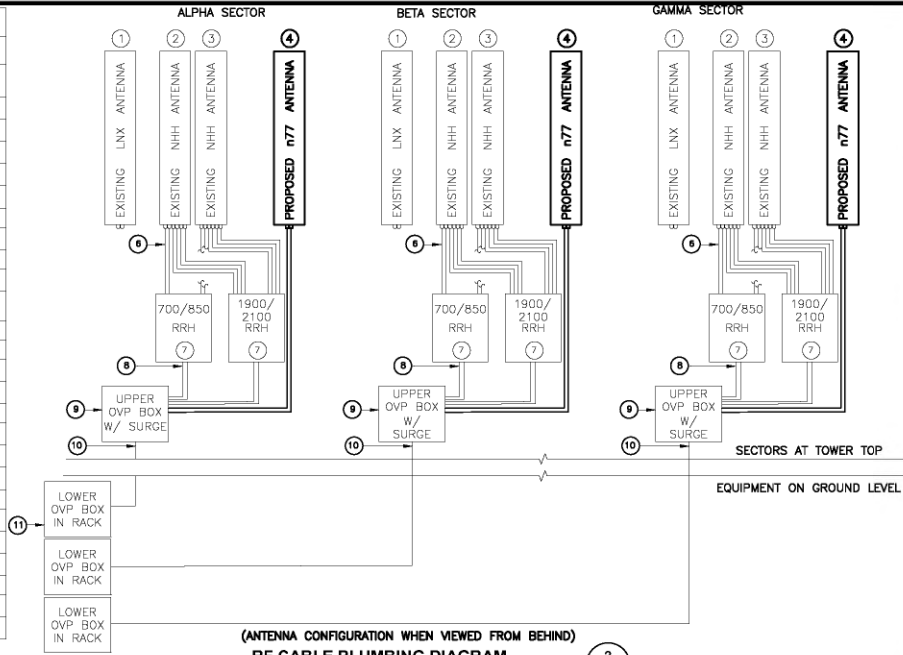 ALPHA SECTOR
BETA SECTOR
GAMMA SECTOR
1
2
3
4
1
2
3
4
1
2
3
4
EXISTING LNX ANTENNA
EXISTING NHH ANTENNA
EXISTING NHH ANTENNA
PROPOSED n77 ANTENNA
EXISTING LNX ANTENNA
EXISTING NHH ANTENNA
EXISTING NHH ANTENNA
PROPOSED n77 ANTENNA
EXISTING LNX ANTENNA
EXISTING NHH ANTENNA
EXISTING NHH ANTENNA
PROPOSED n77 ANTENNA
6
6
6
700/850
RRH
7
1900/
2100
RRH
7
700/850
RRH
7
1900/
2100
RRH
7
700/850
RRH
7
1900/
2100
RRH
7
8
8
8
9
UPPER
OVP BOX
W/ SURGE
9
UPPER
OVP BOX
W/
SURGE
9
UPPER
OVP BOX
W/
SURGE
10
10
10
SECTORS AT TOWER TOP
EQUIPMENT ON GROUND LEVEL
11
LOWER
OVP BOX
IN RACK
LOWER
OVP BOX
IN RACK
LOWER
OVP BOX
IN RACK
(ANTENNA CONFIGURATION WHEN VIEWED FROM BEHIND)
RF CABLE PLUMBING DIAGRAM